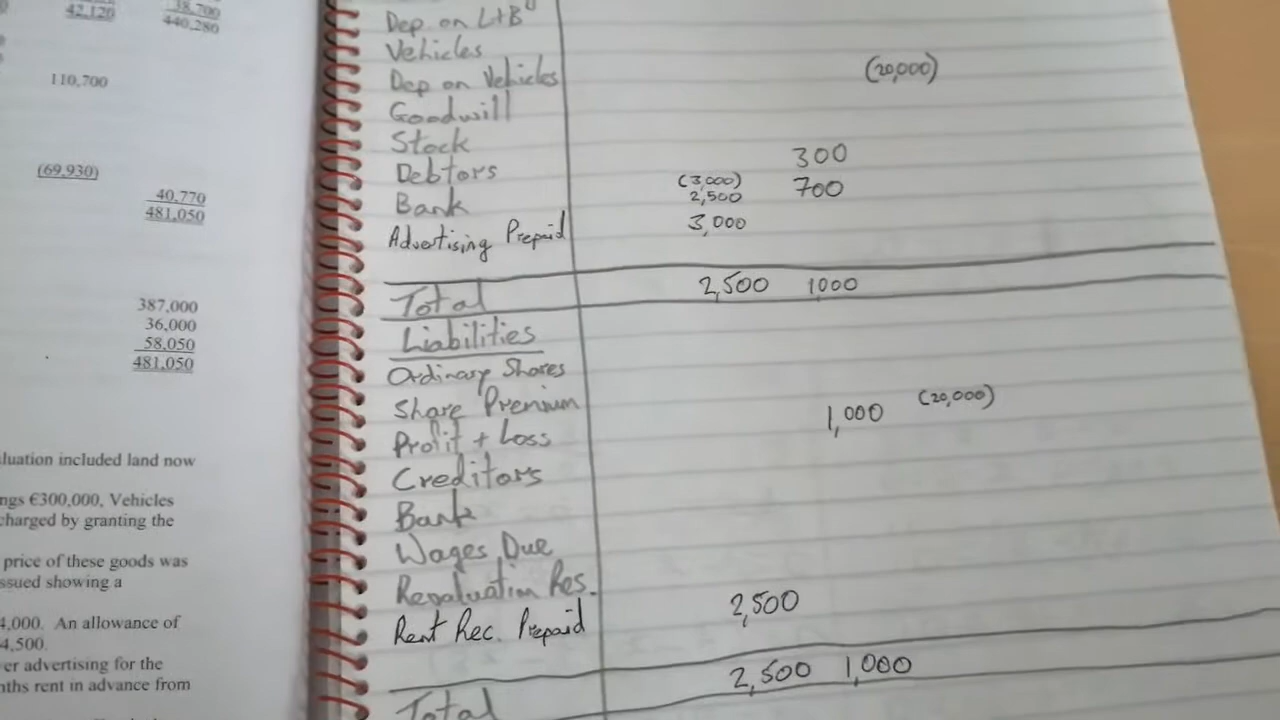 42,120 38,700
440,280
110,700
(69,930)
40,770
481,050
387,000
36,000
58,050
481,050
luation included land now
ngs €300,000, Vehicles
charged by granting the
price of these goods was
ssued showing a
4,000. An allowance of
4,500.
er advertising for the
nths rent in advance from
Dep. on L+B
Vehicles
Dep on Vehicles (20,000)
Goodwill
Stock
Debtors 300
Bank (3,000) 700
2,500
Advertising Prepaid 3,000
Total 2,500 1000
Liabilities
Ordinary Shares
Share Premium
Profit + Loss 1,000 (20,000)
Creditors
Bank
Wages Due
Revaluation Res.
Rent Rec. Prepaid 2,500
Total 2,500 1,000